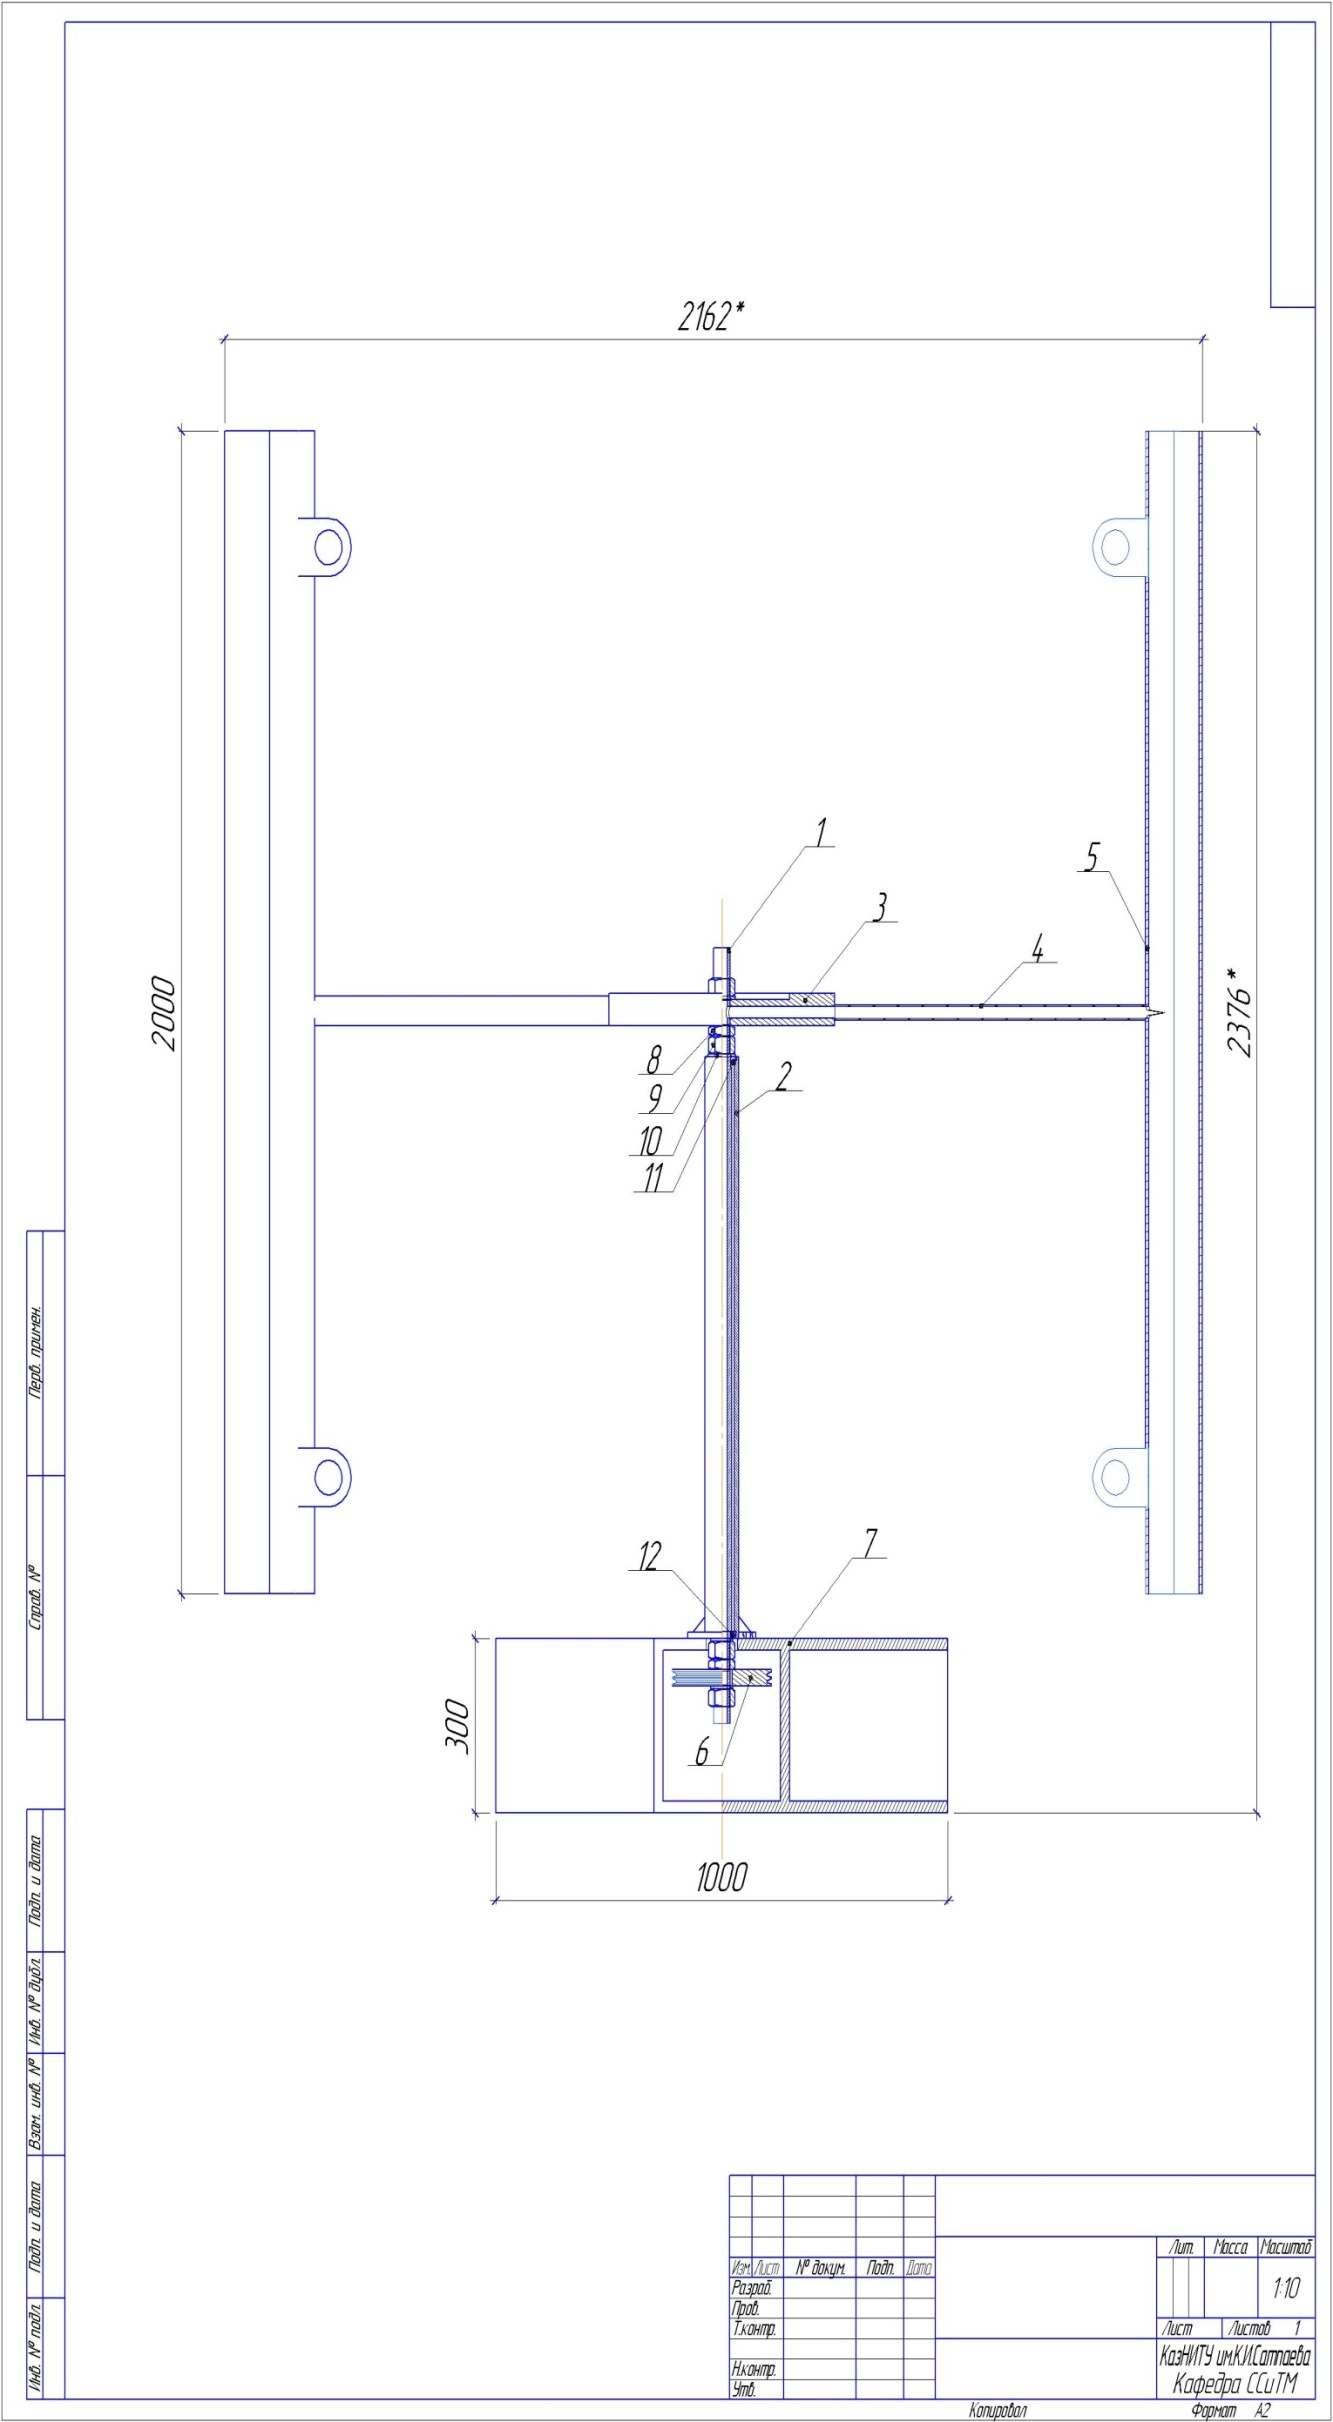 2162*
1
5
3
4
2000
2376*
8
2
9
10
11
12
7
6
300
1000
Перв. примен.
Справ. №
Подп. и дата
Инв. № дубл.
Взам. инв. №
Подп. и дата
Инв. № подл.
Изм. Лист № докум. Подп. Дата
Разраб.
Пров.
Т.контр.
Н.контр.
Утв.
Лит. Масса Масштаб
1:10
Лист Листов 1
КазНИТУ им.К.И.Сатпаева
Кафедра ССиТМ
Копировал Формат А2